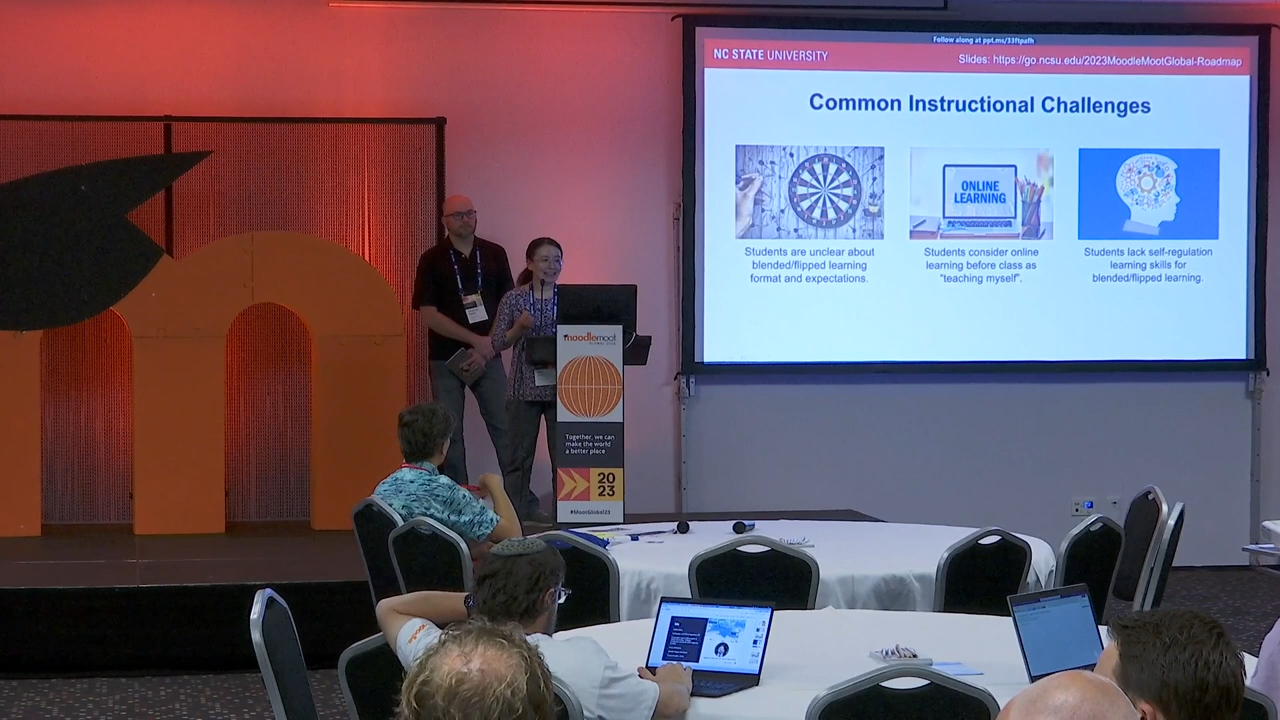 Follow along at ppt.ms/33ftpafh
NC STATE UNIVERSITY
Slides: https://go.ncsu.edu/2023MoodleMootGlobal-Roadmap
Common Instructional Challenges
ONLINE
LEARNING
Students are unclear about
blended/flipped learning
format and expectations.
Students consider online
learning before class as
"teaching myself".
Students lack self-regulation
learning skills for
blended/flipped learning.
moodlemoot
Together, we can
make the world
a better place
20
23
#MootGlobal23